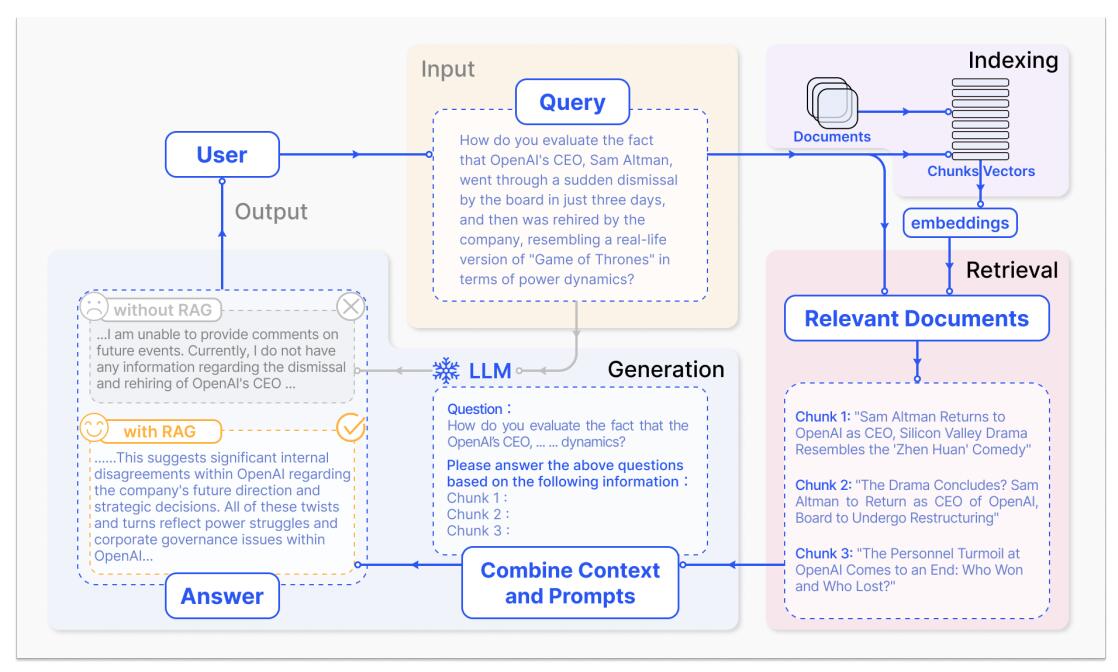 Input
Query
How do you evaluate the fact
that OpenAI's CEO, Sam Altman,
went through a sudden dismissal
by the board in just three days,
and then was rehired by the
company, resembling a real-life
version of "Game of Thrones" in
terms of power dynamics?
Indexing
Documents
Chunks Vectors
embeddings
User
Output
Retrieval
Relevant Documents
Chunk 1: "Sam Altman Returns to
OpenAI as CEO, Silicon Valley Drama
Resembles the 'Zhen Huan' Comedy"
Chunk 2: "The Drama Concludes? Sam
Altman to Return as CEO of OpenAI,
Board to Undergo Restructuring"
Chunk 3: "The Personnel Turmoil at
OpenAI Comes to an End: Who Won
and Who Lost?"
without RAG
...I am unable to provide comments on
future events. Currently, I do not have
any information regarding the dismissal
and rehiring of OpenAI's CEO ...
with RAG
......This suggests significant internal
disagreements within OpenAI regarding
the company's future direction and
strategic decisions. All of these twists
and turns reflect power struggles and
corporate governance issues within
OpenAI...
Answer
LLM
Generation
Question :
How do you evaluate the fact that the
OpenAI's CEO, ... ... dynamics?
Please answer the above questions
based on the following information :
Chunk 1 :
Chunk 2 :
Chunk 3 :
Combine Context
and Prompts